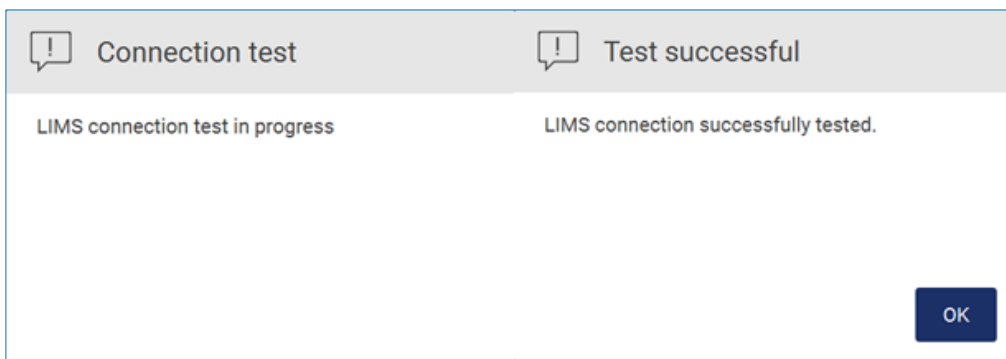 Connection test
LIMS connection test in progress
Test successful
LIMS connection successfully tested.
OK